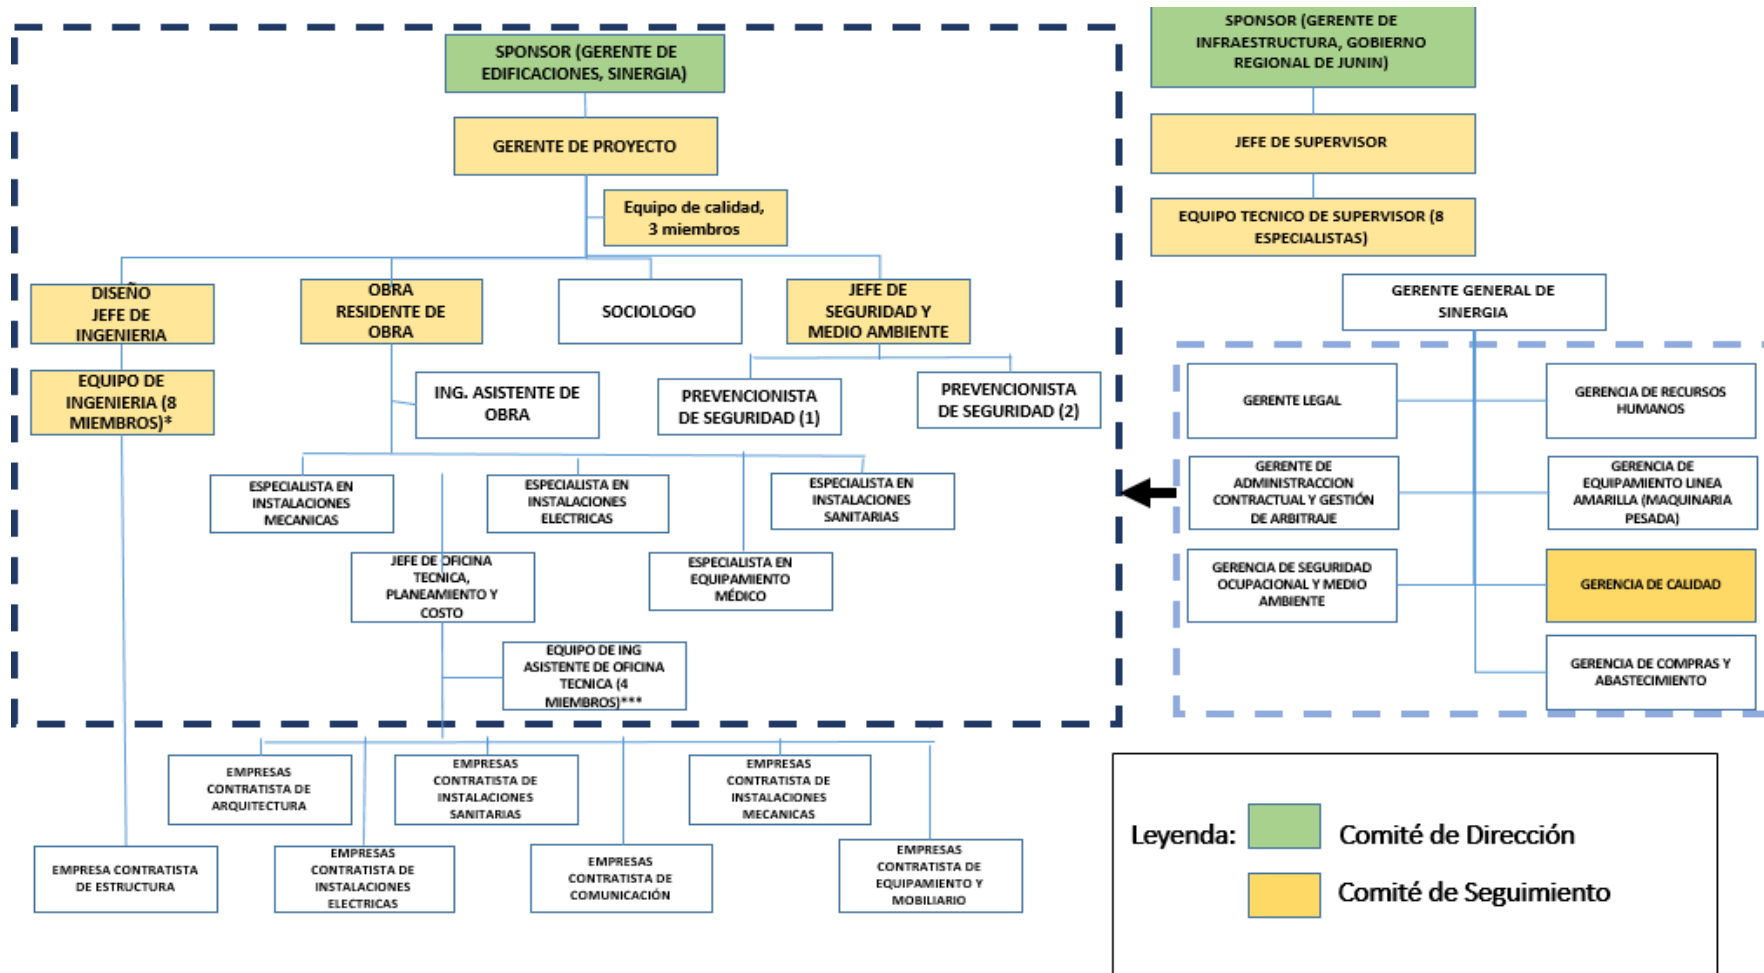 SPONSOR (GERENTE DE
EDIFICACIONES, SINERGIA)
GERENTE DE PROYECTO
Equipo de calidad,
3 miembros
DISEÑO
JEFE DE
INGENIERIA
OBRA
RESIDENTE DE
OBRA
SOCIOLOGO
JEFE DE
SEGURIDAD Y
MEDIO AMBIENTE
EQUIPO DE
INGENIERIA (8
MIEMBROS)*
ING. ASISTENTE DE
OBRA
PREVENCIONISTA
DE SEGURIDAD (1)
PREVENCIONISTA
DE SEGURIDAD (2)
ESPECIALISTA EN
INSTALACIONES
MECANICAS
ESPECIALISTA EN
INSTALACIONES
ELECTRICAS
ESPECIALISTA EN
INSTALACIONES
SANITARIAS
JEFE DE OFICINA
TECNICA,
PLANEAMIENTO Y
COSTO
ESPECIALISTA EN
EQUIPAMIENTO
MÉDICO
EQUIPO DE ING
ASISTENTE DE OFICINA
TECNICA (4
MIEMBROS)***
EMPRESAS
CONTRATISTA DE
ARQUITECTURA
EMPRESAS
CONTRATISTA DE
INSTALACIONES
SANITARIAS
EMPRESAS
CONTRATISTA DE
INSTALACIONES
MECANICAS
EMPRESA CONTRATISTA
DE ESTRUCTURA
EMPRESAS
CONTRATISTA DE
INSTALACIONES
ELECTRICAS
EMPRESAS
CONTRATISTA DE
COMUNICACIÓN
EMPRESAS
CONTRATISTA DE
EQUIPAMIENTO Y
MOBILIARIO
SPONSOR (GERENTE DE
INFRAESTRUCTURA, GOBIERNO
REGIONAL DE JUNIN)
JEFE DE SUPERVISOR
EQUIPO TECNICO DE SUPERVISOR (8
ESPECIALISTAS)
GERENTE GENERAL DE
SINERGIA
GERENTE LEGAL
GERENCIA DE RECURSOS
HUMANOS
GERENTE DE
ADMINISTRACCION
CONTRACTUAL Y GESTIÓN
DE ARBITRAJE
GERENCIA DE
EQUIPAMIENTO LINEA
AMARILLA (MAQUINARIA
PESADA)
GERENCIA DE SEGURIDAD
OCUPACIONAL Y MEDIO
AMBIENTE
GERENCIA DE CALIDAD
GERENCIA DE COMPRAS Y
ABASTECIMIENTO
Leyenda:
Comité de Dirección
Comité de Seguimiento